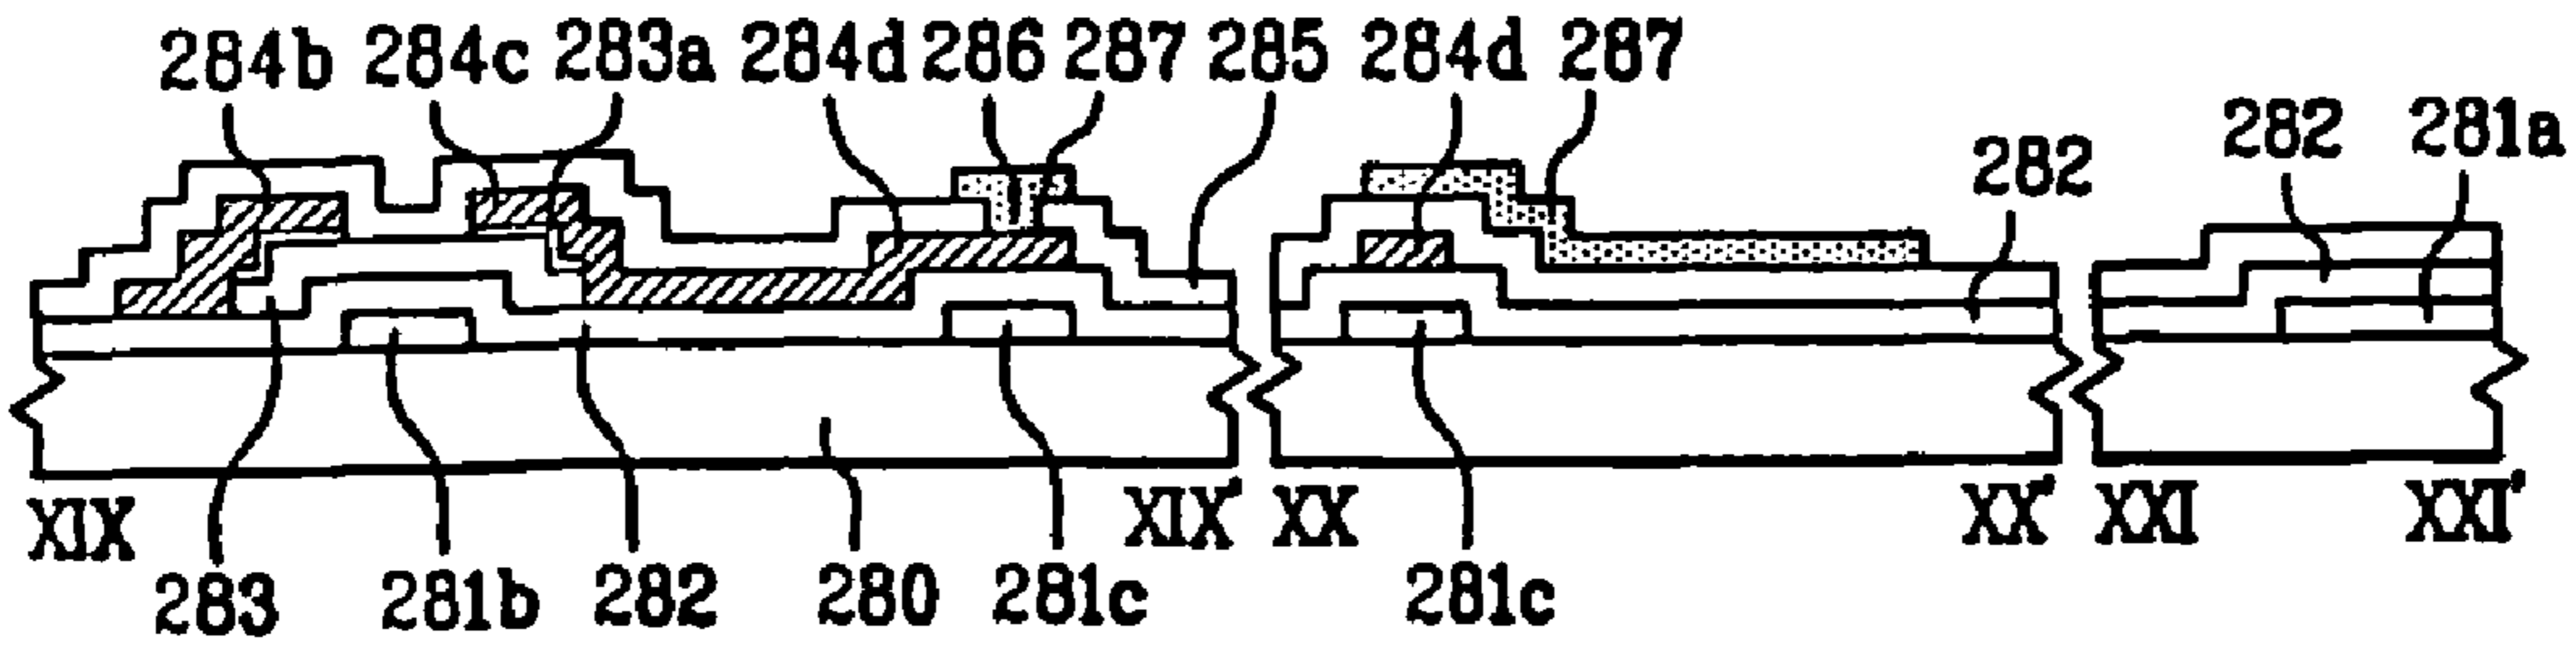 284b 284c 283a 284d 286 287 285 284d 287
282 282 281a
XIX XIX' XX XX' XXI XXI'
283 281b 282 280 281c 281c